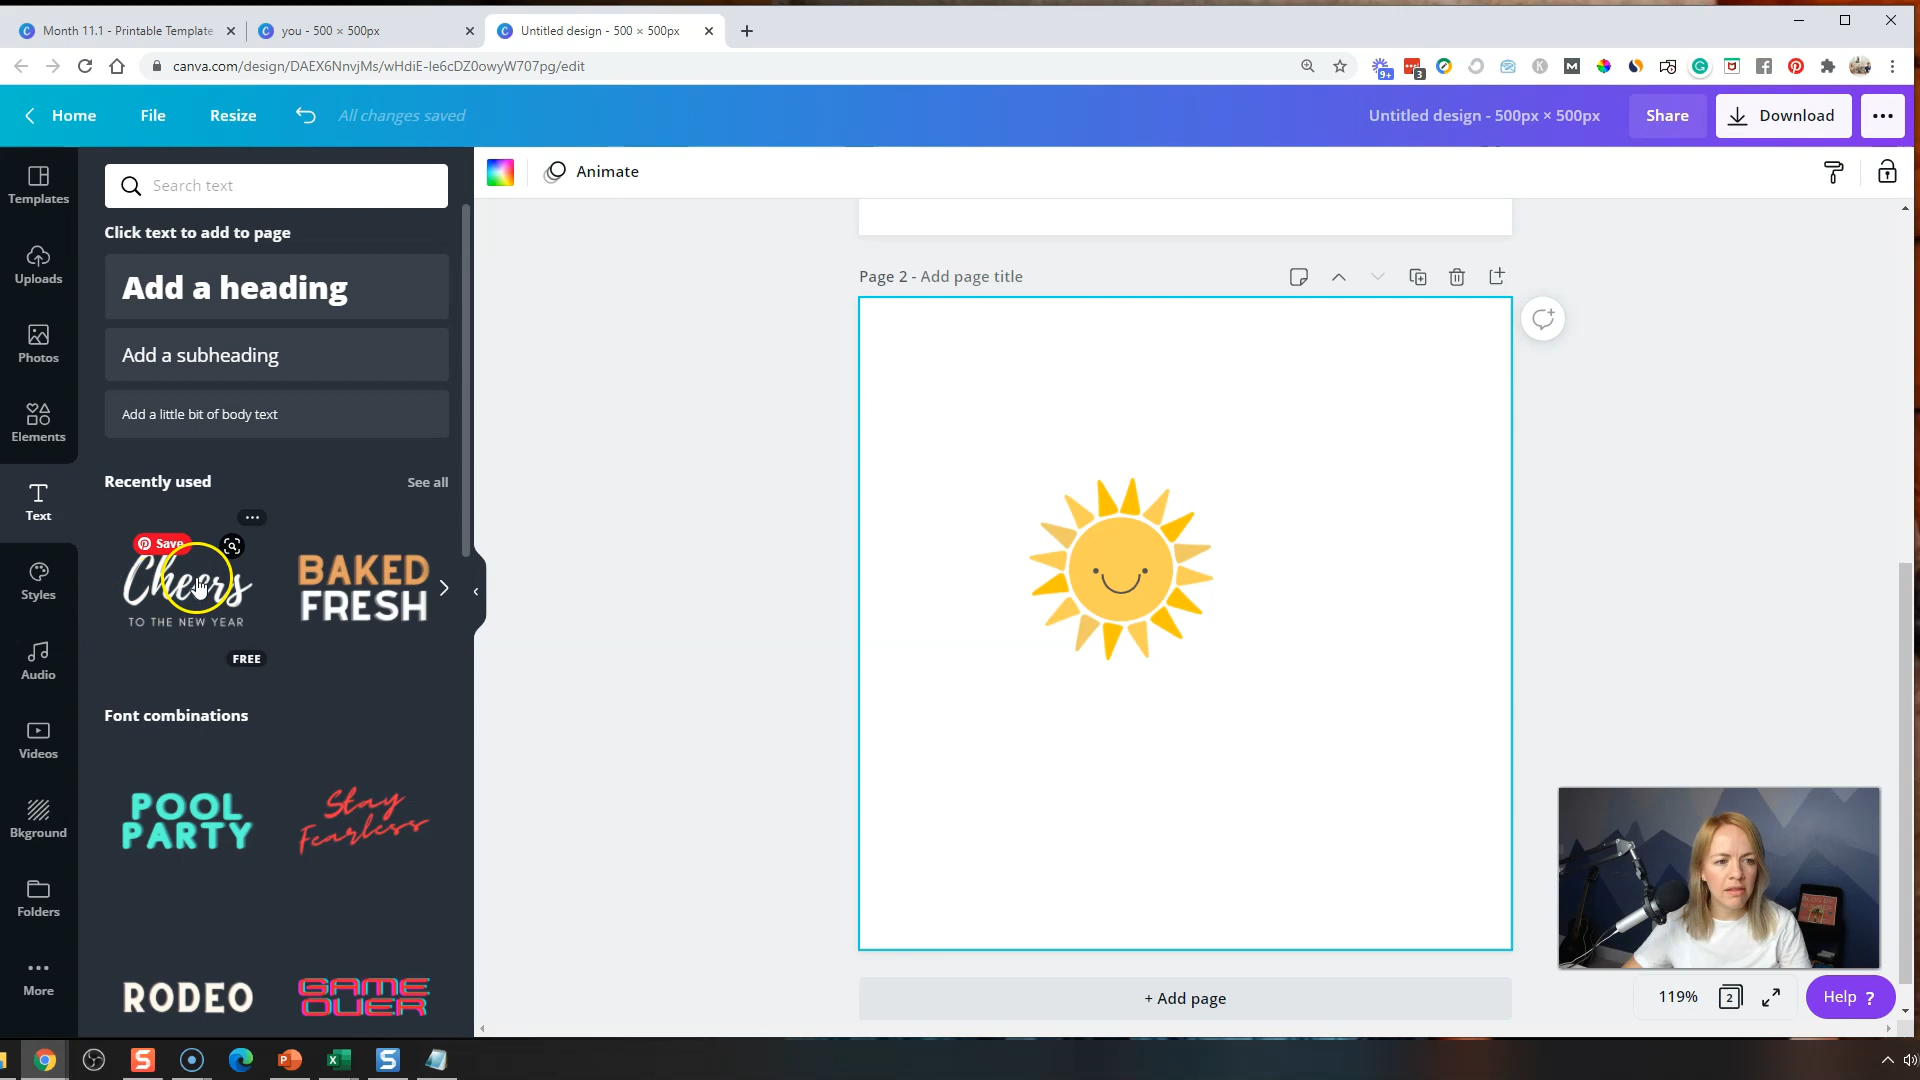 Month 11.1 - Printable Template
you - 500 × 500px
Untitled design - 500 × 500px
canva.com/design/DAEX6NnvjMs/wHdiE-le6cDZ0owyW707pg/edit
9+
3
Home
File
Resize
All changes saved
Untitled design - 500px × 500px
Share
Download
Templates
Uploads
Photos
Elements
Text
Styles
Audio
Videos
Bkground
Folders
More
Search text
Click text to add to page
Add a heading
Add a subheading
Add a little bit of body text
Recently used
See all
Save
Cheers
TO THE NEW YEAR
FREE
BAKED
FRESH
Font combinations
POOL
PARTY
Stay
Fearless
RODEO
GAME
OVER
Animate
Page 2 - Add page title
+ Add page
119%
2
Help ?